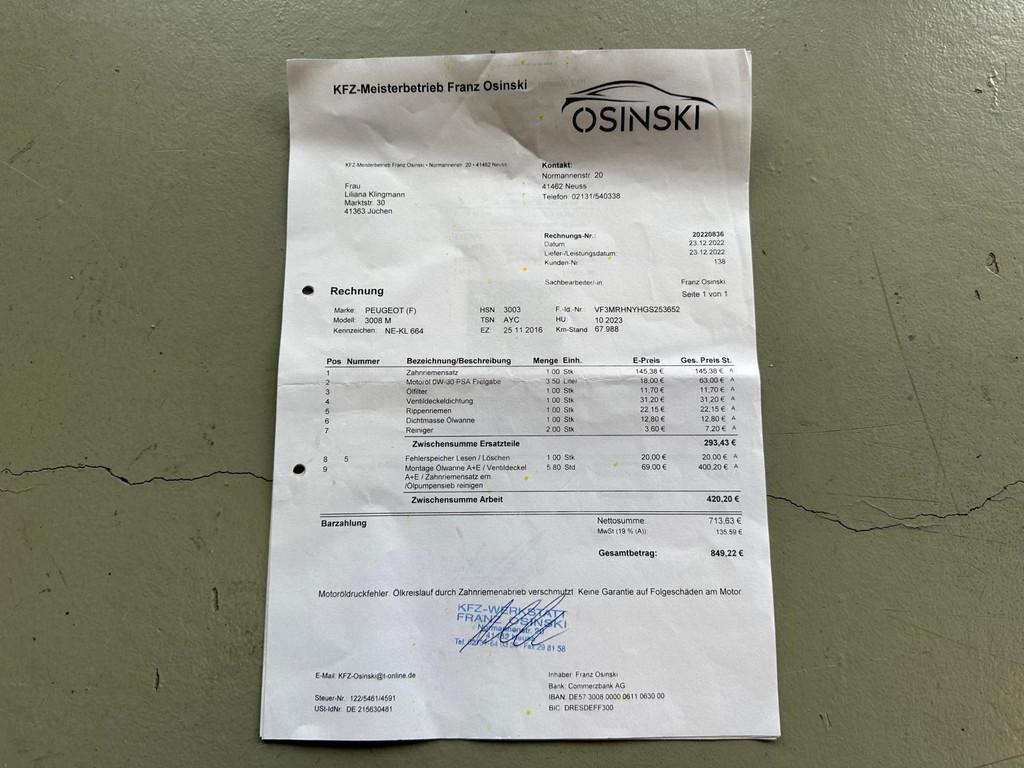 KFZ-Meisterbetrieb Franz Osinski
OSINSKI
KFZ-Meisterbetrieb Franz Osinski • Normannenstr. 20 • 41462 Neuss
Frau
Liliana Klingmann
Marktstr. 30
41363 Jüchen
Kontakt:
Normannenstr. 20
41462 Neuss
Telefon: 02131/540338
Rechnungs-Nr.: 20220836
Datum: 23.12.2022
Liefer-/Leistungsdatum: 23.12.2022
Kunden-Nr. 138
Sachbearbeiter/-in: Franz Osinski
Seite 1 von 1
Rechnung
Marke: PEUGEOT (F) HSN 3003 F.-Id.-Nr. VF3MRHNYHGS253652
Modell: 3008 M TSN AYC HU: 10.2023
Kennzeichen: NE-KL 664 EZ: 25.11.2016 Km-Stand: 67.988
Pos Nummer Bezeichnung/Beschreibung Menge Einh. E-Preis Ges. Preis St.
1 Zahnriemensatz 1.00 Stk 145,38 € 145,38 € A
2 Motoröl 0W-30 PSA Freigabe 3.50 Liter 18,00 € 63,00 € A
3 Ölfilter 1.00 Stk 11,70 € 11,70 € A
4 Ventildeckeldichtung 1.00 Stk 31,20 € 31,20 € A
5 Rippenriemen 1.00 Stk 22,15 € 22,15 € A
6 Dichtmasse Ölwanne 1.00 Stk 12,80 € 12,80 € A
7 Reiniger 2.00 Stk 3,60 € 7,20 € A
Zwischensumme Ersatzteile 293,43 €
8 5 Fehlerspeicher Lesen / Löschen 1.00 Stk 20,00 € 20,00 € A
9 Montage Ölwanne A+E / Ventildeckel 5.80 Std 69,00 € 400,20 € A
A+E / Zahnriemensatz ern.
/Ölpumpensieb reinigen
Zwischensumme Arbeit 420,20 €
Barzahlung Nettosumme: 713,63 €
MwSt (19 % (A)): 135,59 €
Gesamtbetrag: 849,22 €
Motoröldruckfehler. Ölkreislauf durch Zahnriemenabrieb verschmutzt. Keine Garantie auf Folgeschäden am Motor.
KFZ-WERKSTATT
FRANZ OSINSKI
Normannenstr. 20
41462 Neuss
Tel. Fax 29 81 58
E-Mail: KFZ-Osinski@t-online.de
Steuer-Nr.: 122/5461/4591
USt-IdNr: DE 215630481
Inhaber: Franz Osinski
Bank: Commerzbank AG
IBAN: DE57 3008 0000 0611 0630 00
BIC: DRESDEFF300